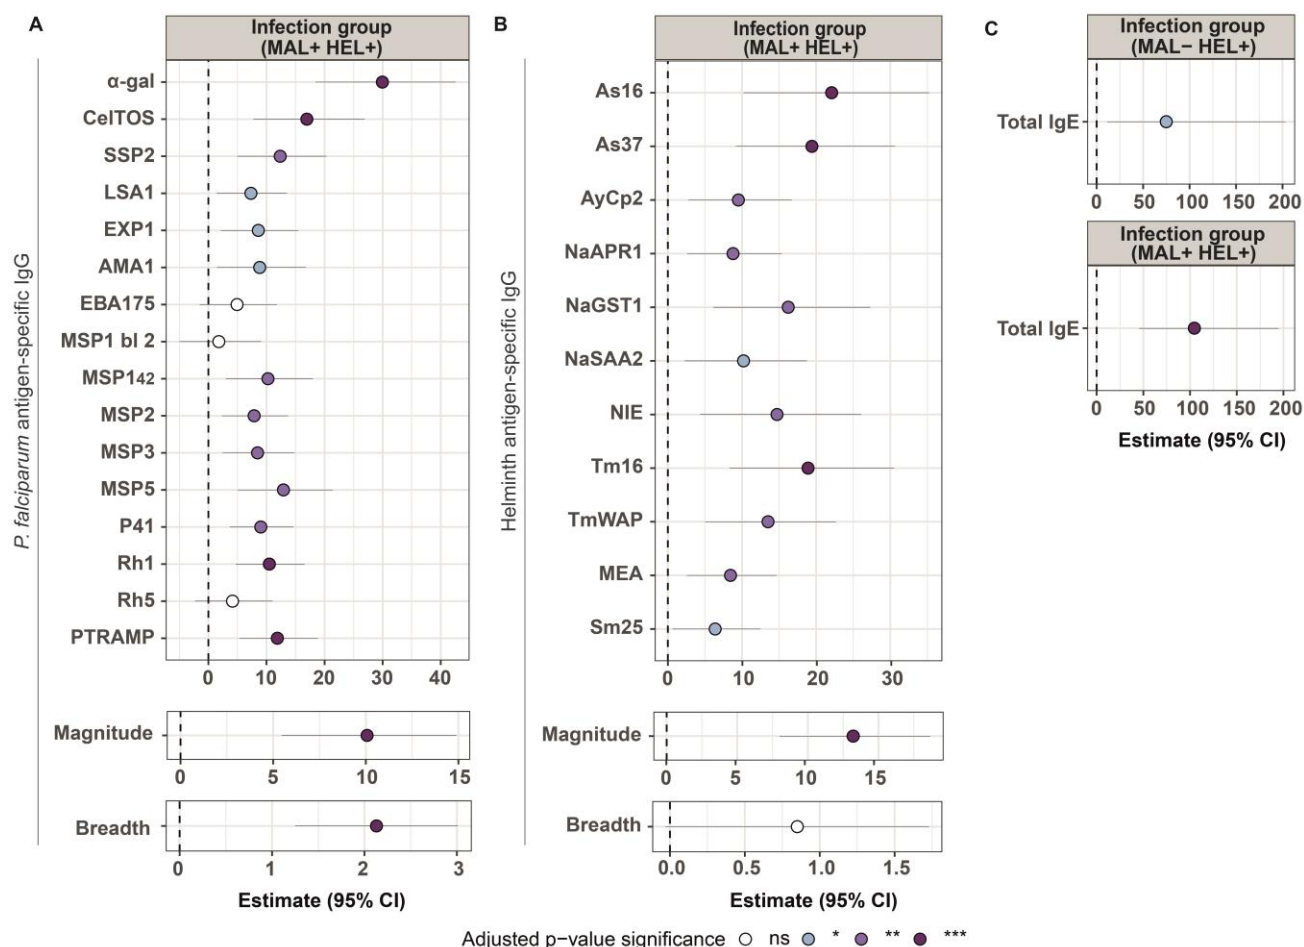 A
Infection group
(MAL+ HEL+)
P. falciparum antigen-specific IgG
α-gal
CelTOS
SSP2
LSA1
EXP1
AMA1
EBA175
MSP1 bl 2
MSP142
MSP2
MSP3
MSP5
P41
Rh1
Rh5
PTRAMP
0 10 20 30 40
Magnitude
0 5 10 15
Breadth
0 1 2 3
Estimate (95% CI)
B
Infection group
(MAL+ HEL+)
Helminth antigen-specific IgG
As16
As37
AyCp2
NaAPR1
NaGST1
NaSAA2
NIE
Tm16
TmWAP
MEA
Sm25
0 10 20 30
Magnitude
0 5 10 15
Breadth
0.0 0.5 1.0 1.5
Estimate (95% CI)
C
Infection group
(MAL− HEL+)
Total IgE
0 50 100 150 200
Infection group
(MAL+ HEL+)
Total IgE
0 50 100 150 200
Estimate (95% CI)
Adjusted p−value significance ns * ** ***